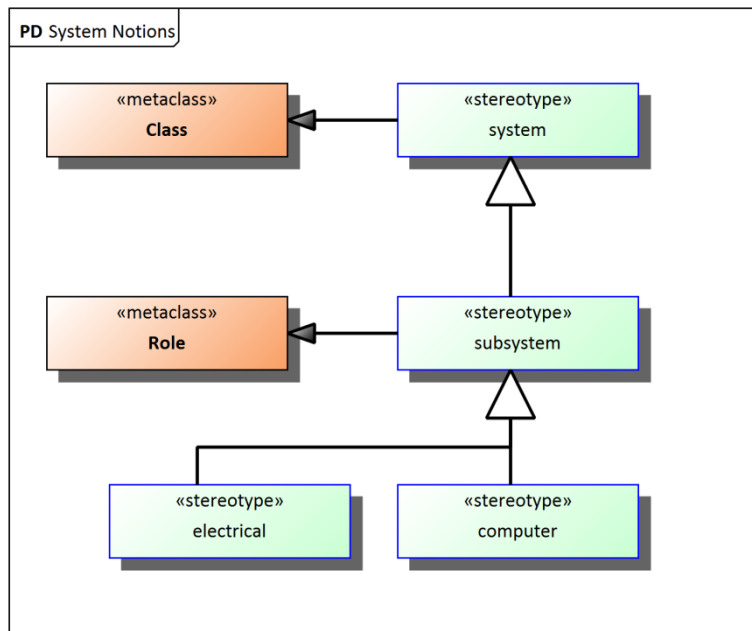 PD System Notions
«metaclass»
Class
«stereotype»
system
«metaclass»
Role
«stereotype»
subsystem
«stereotype»
electrical
«stereotype»
computer